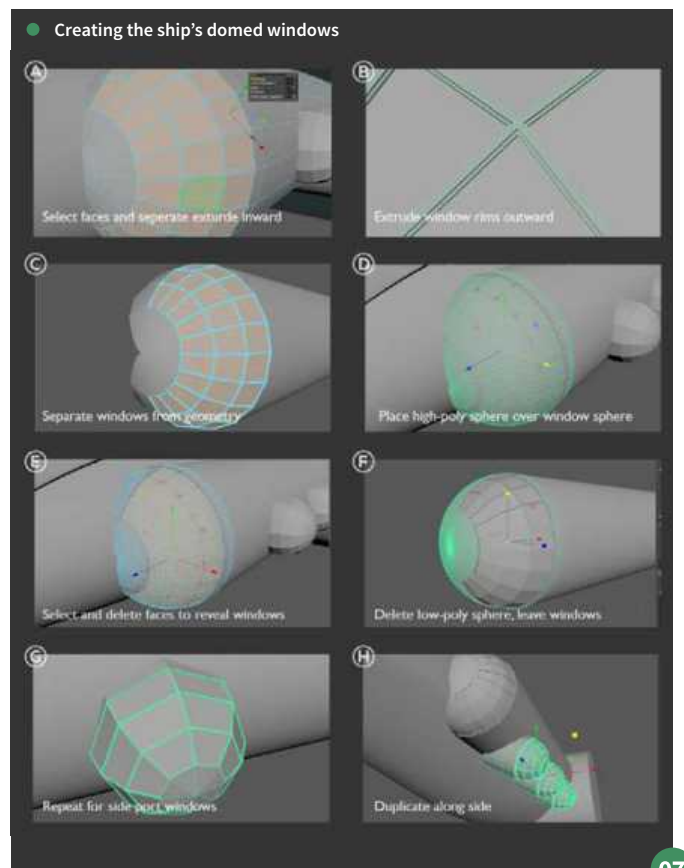 Creating the ship's domed windows
A
Select faces and seperate exturde inward
B
Extrude window rims outward
C
Separate windows from geometry
D
Place high-poly sphere over window sphere
E
Select and delete faces to reveal windows
F
Delete low-poly sphere, leave windows
G
Repeat for side port windows
H
Duplicate along side